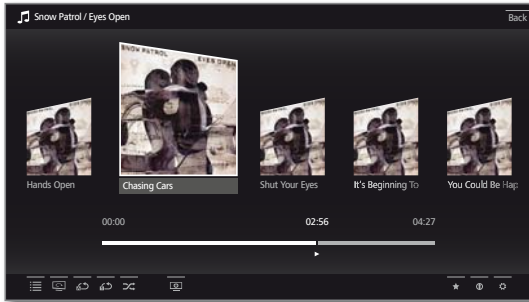 Snow Patrol / Eyes Open
Back
SNOW PATROL EYES OPEN
Hands Open
Chasing Cars
Shut Your Eyes
It's Beginning To
You Could Be Hap
00:00
02:56
04:27